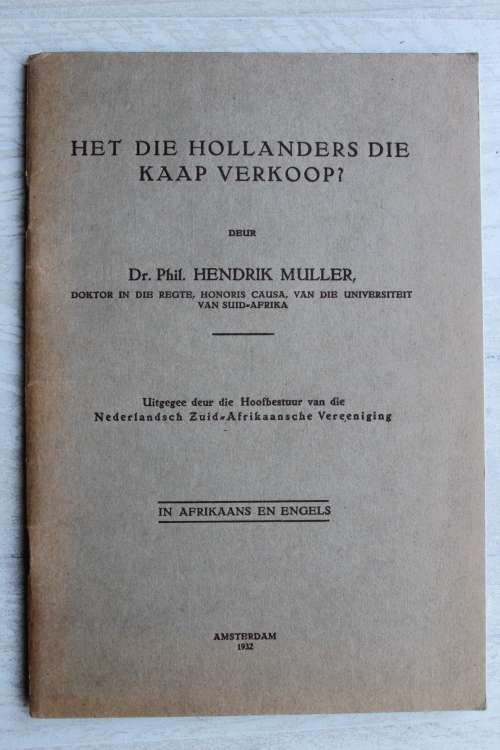 HET DIE HOLLANDERS DIE
KAAP VERKOOP?
DEUR
Dr. Phil. HENDRIK MULLER,
DOKTOR IN DIE REGTE, HONORIS CAUSA, VAN DIE UNIVERSITEIT
VAN SUID-AFRIKA
Uitgegee deur die Hoofbestuur van die
Nederlandsch Zuid-Afrikaansche Vereeniging
IN AFRIKAANS EN ENGELS
AMSTERDAM
1932